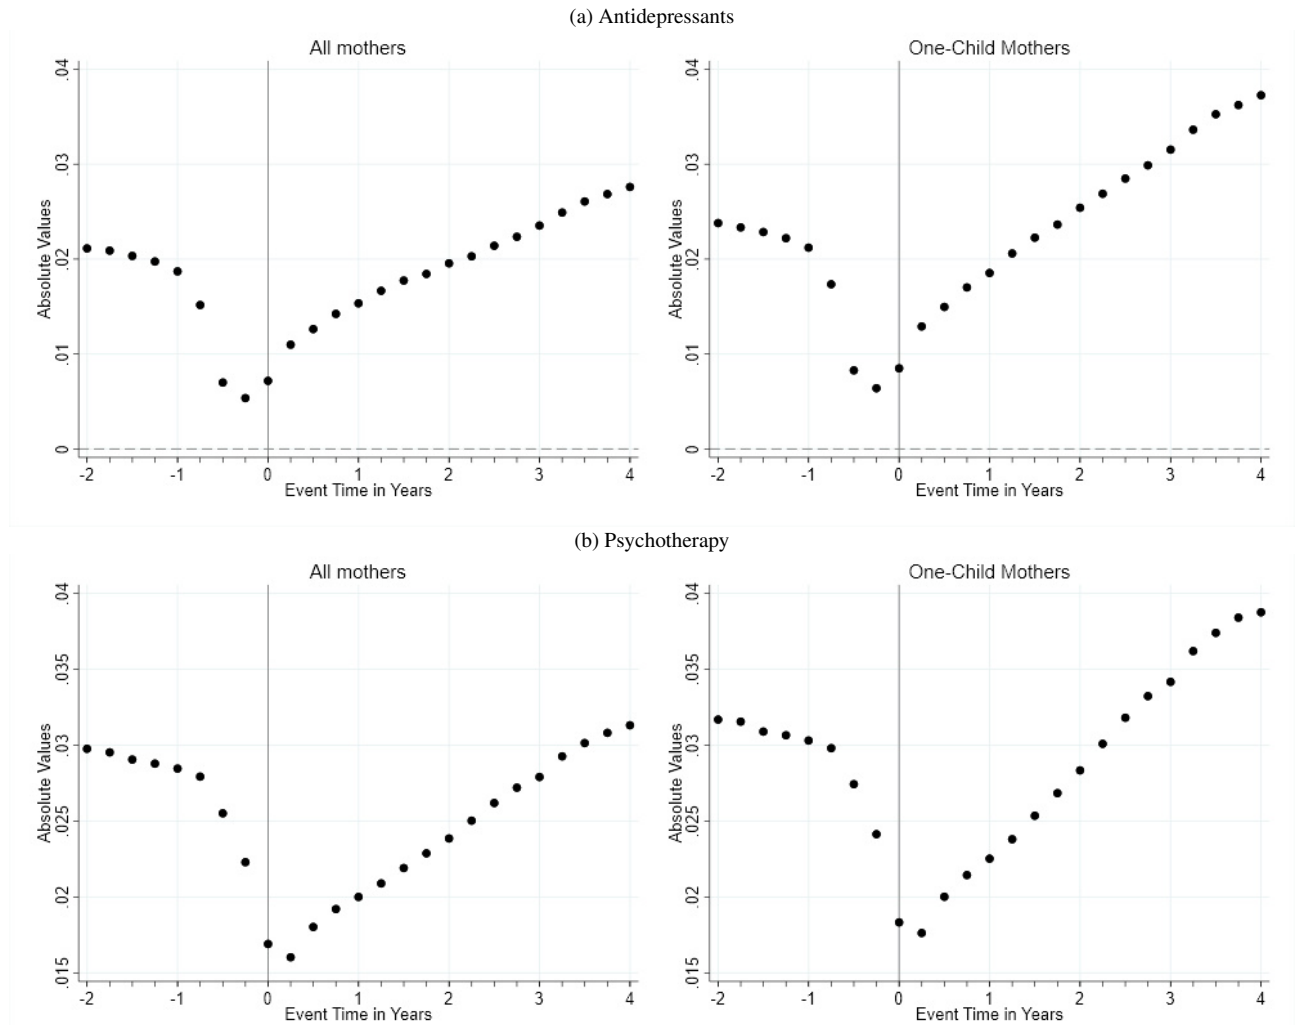 (a) Antidepressants
All mothers
Absolute Values
.04
.03
.02
.01
0
-2 -1 0 1 2 3 4
Event Time in Years
One-Child Mothers
Absolute Values
.04
.03
.02
.01
0
-2 -1 0 1 2 3 4
Event Time in Years
(b) Psychotherapy
All mothers
Absolute Values
.04
.035
.03
.025
.02
.015
-2 -1 0 1 2 3 4
Event Time in Years
One-Child Mothers
Absolute Values
.04
.035
.03
.025
.02
.015
-2 -1 0 1 2 3 4
Event Time in Years